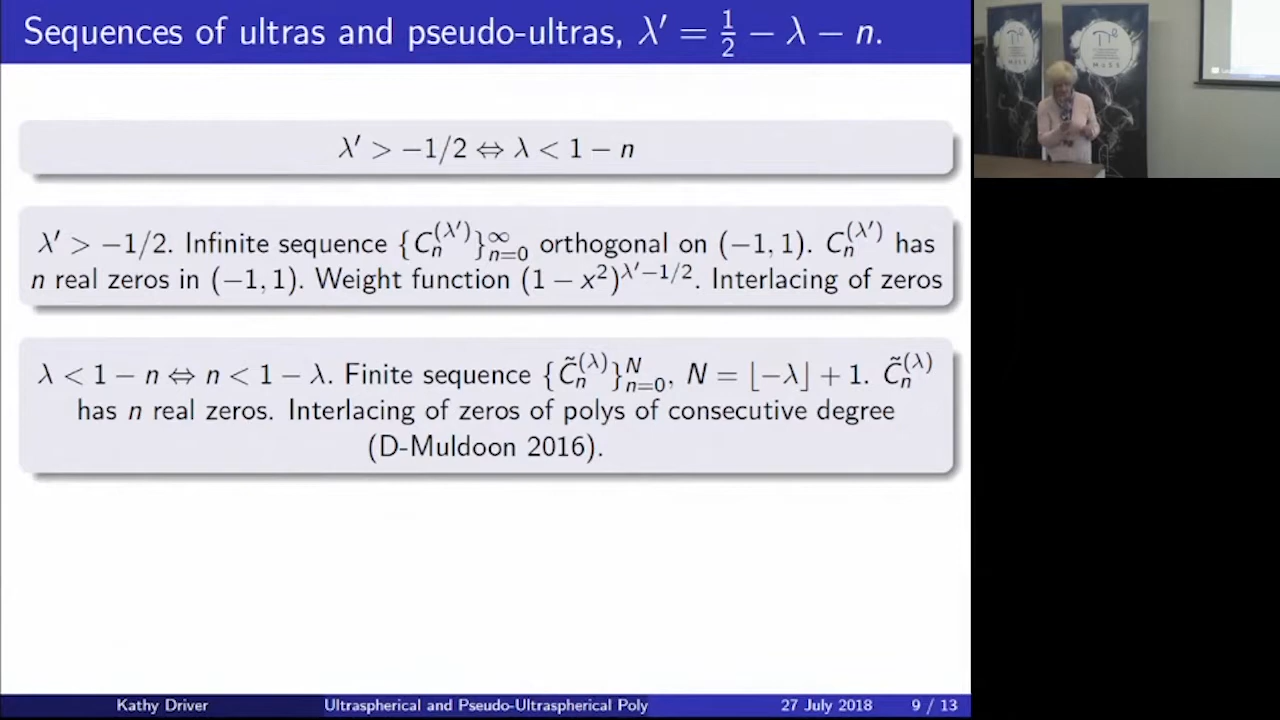 Sequences of ultras and pseudo-ultras, λ′ = 1/2 − λ − n.
λ′ > −1/2 ⇔ λ < 1 − n
λ′ > −1/2. Infinite sequence {C_n^{(λ′)}}_{n=0}^∞ orthogonal on (−1, 1). C_n^{(λ′)} has
n real zeros in (−1, 1). Weight function (1 − x²)^{λ′−1/2}. Interlacing of zeros
λ < 1 − n ⇔ n < 1 − λ. Finite sequence {C̃_n^{(λ)}}_{n=0}^N, N = ⌊−λ⌋ + 1. C̃_n^{(λ)}
has n real zeros. Interlacing of zeros of polys of consecutive degree
(D-Muldoon 2016).
Kathy Driver Ultraspherical and Pseudo-Ultraspherical Poly 27 July 2018 9 / 13